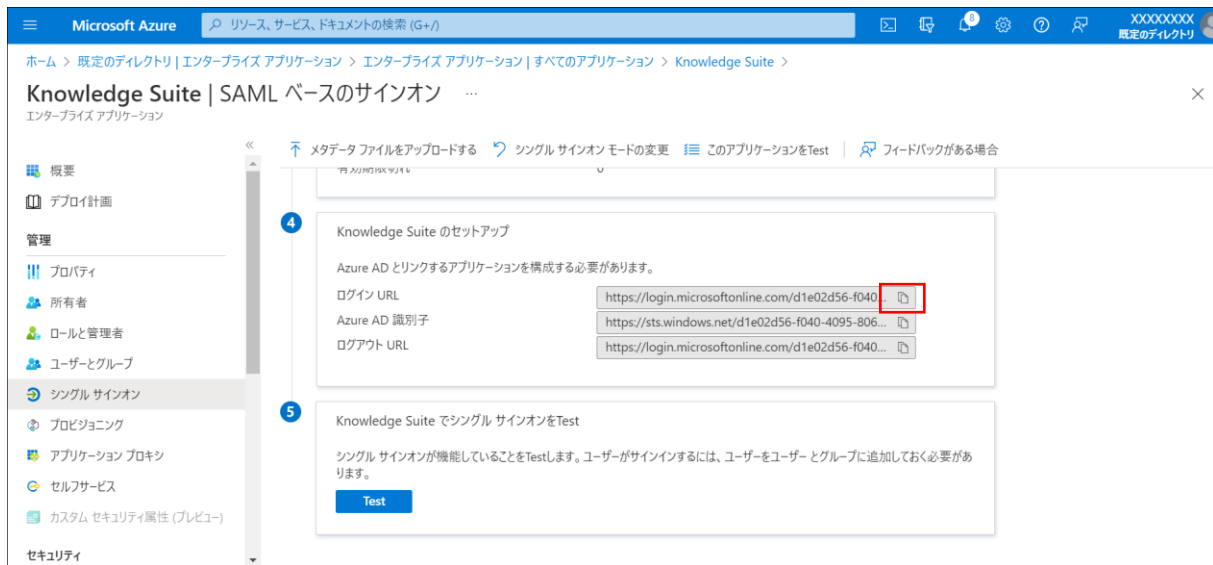 Microsoft Azure
リソース、サービス、ドキュメントの検索 (G+/)
8
XXXXXXXX
既定のディレクトリ
ホーム > 既定のディレクトリ | エンタープライズ アプリケーション > エンタープライズ アプリケーション | すべてのアプリケーション > Knowledge Suite >
Knowledge Suite | SAML ベースのサインオン ...
エンタープライズ アプリケーション
メタデータ ファイルをアップロードする シングル サインオン モードの変更 このアプリケーションをTest フィードバックがある場合
概要
デプロイ計画
管理
プロパティ
所有者
ロールと管理者
ユーザーとグループ
シングル サインオン
プロビジョニング
アプリケーション プロキシ
セルフサービス
カスタム セキュリティ属性 (プレビュー)
セキュリティ
有効期限切れ 0
4
Knowledge Suite のセットアップ
Azure AD とリンクするアプリケーションを構成する必要があります。
ログイン URL https://login.microsoftonline.com/d1e02d56-f040...
Azure AD 識別子 https://sts.windows.net/d1e02d56-f040-4095-806...
ログアウト URL https://login.microsoftonline.com/d1e02d56-f040...
5
Knowledge Suite でシングル サインオンをTest
シングル サインオンが機能していることをTestします。ユーザーがサインインするには、ユーザーをユーザー とグループに追加しておく必要があ
ります。
Test